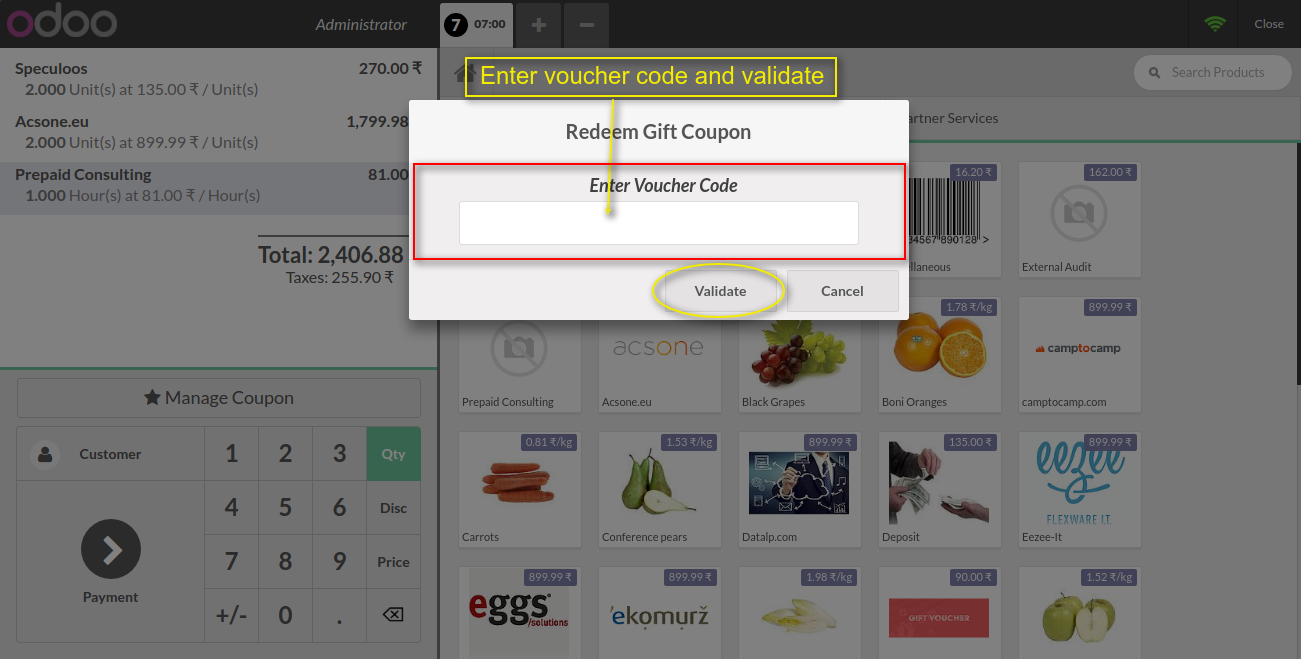 odoo
Administrator
7 07:00
+
−
Close
Speculoos 270.00 ₹
2.000 Unit(s) at 135.00 ₹ / Unit(s)
Acsone.eu 1,799.98
2.000 Unit(s) at 899.99 ₹ / Unit(s)
Prepaid Consulting 81.00
1.000 Hour(s) at 81.00 ₹ / Hour(s)
Total: 2,406.88
Taxes: 255.90 ₹
Enter voucher code and validate
Search Products
Redeem Gift Coupon
Enter Voucher Code
Validate
Cancel
artner Services
16.20 ₹
34567 890128 >
llaneous
162.00 ₹
External Audit
Prepaid Consulting
acsone
Acsone.eu
Black Grapes
1.78 ₹/kg
Boni Oranges
899.99 ₹
camptocamp
camptocamp.com
0.81 ₹/kg
Carrots
1.53 ₹/kg
Conference pears
899.99 ₹
Datalp.com
135.00 ₹
Deposit
899.99 ₹
eezee
FLEXWARE I.T.
Eezee-It
899.99 ₹
eggs
/solutions
899.99 ₹
'ekomurž
1.98 ₹/kg
90.00 ₹
GIFT VOUCHER
1.52 ₹/kg
Manage Coupon
Customer
1 2 3 Qty
4 5 6 Disc
7 8 9 Price
+/- 0 .
Payment